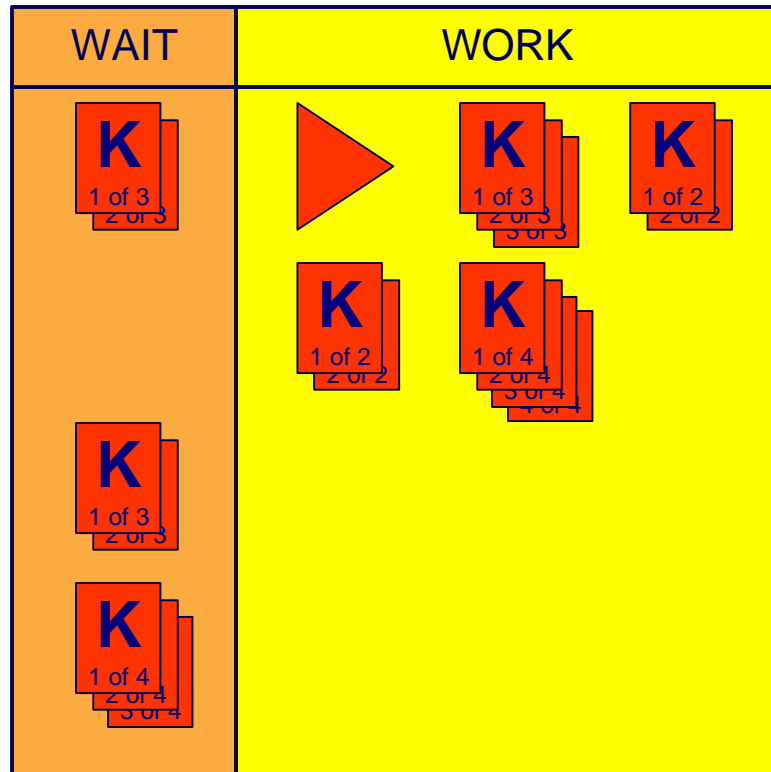 WAIT
WORK
K
1 of 3
2 of 3
K
1 of 3
2 of 3
3 of 3
K
1 of 2
2 of 2
K
1 of 2
2 of 2
K
1 of 4
2 of 4
3 of 4
4 of 4
K
1 of 3
2 of 3
K
1 of 4
2 of 4
3 of 4